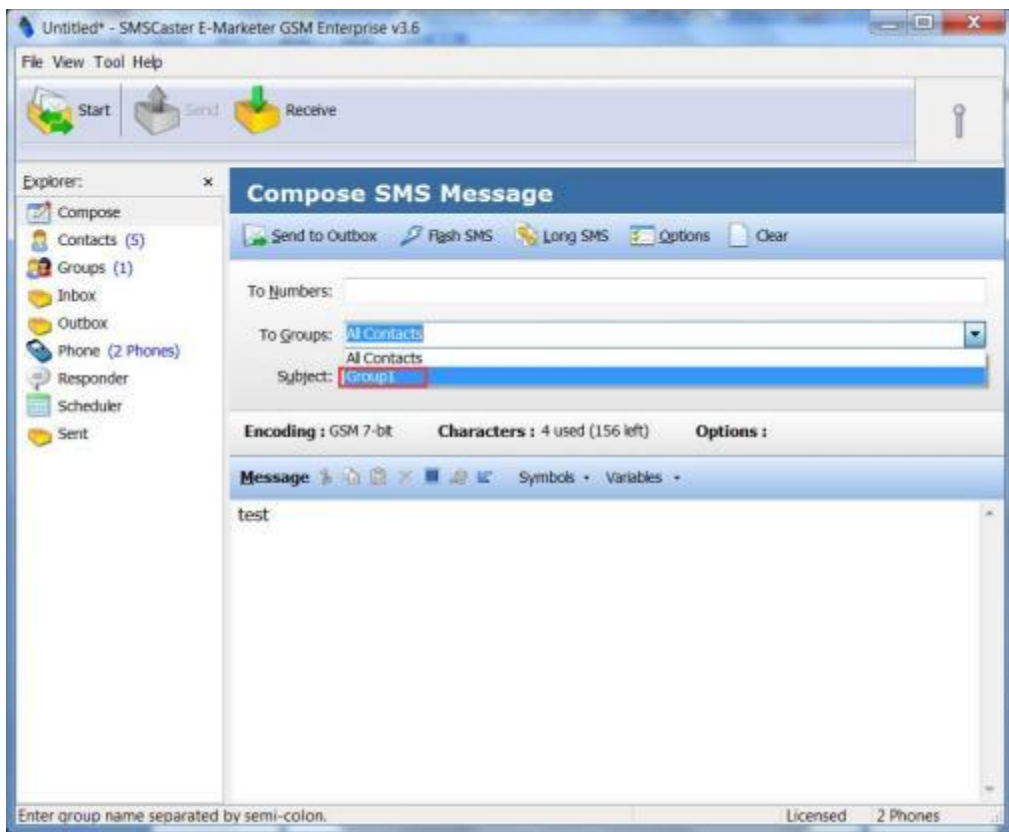 Untitled* - SMSCaster E-Marketer GSM Enterprise v3.6
File View Tool Help
Start Send Receive
Explorer: ×
Compose
Contacts (5)
Groups (1)
Inbox
Outbox
Phone (2 Phones)
Responder
Scheduler
Sent
Compose SMS Message
Send to Outbox Flash SMS Long SMS Options Clear
To Numbers:
To Groups: All Contacts
All Contacts
Subject: Group1
Encoding : GSM 7-bit Characters : 4 used (156 left) Options :
Message Symbols Variables
test
Enter group name separated by semi-colon. Licensed 2 Phones